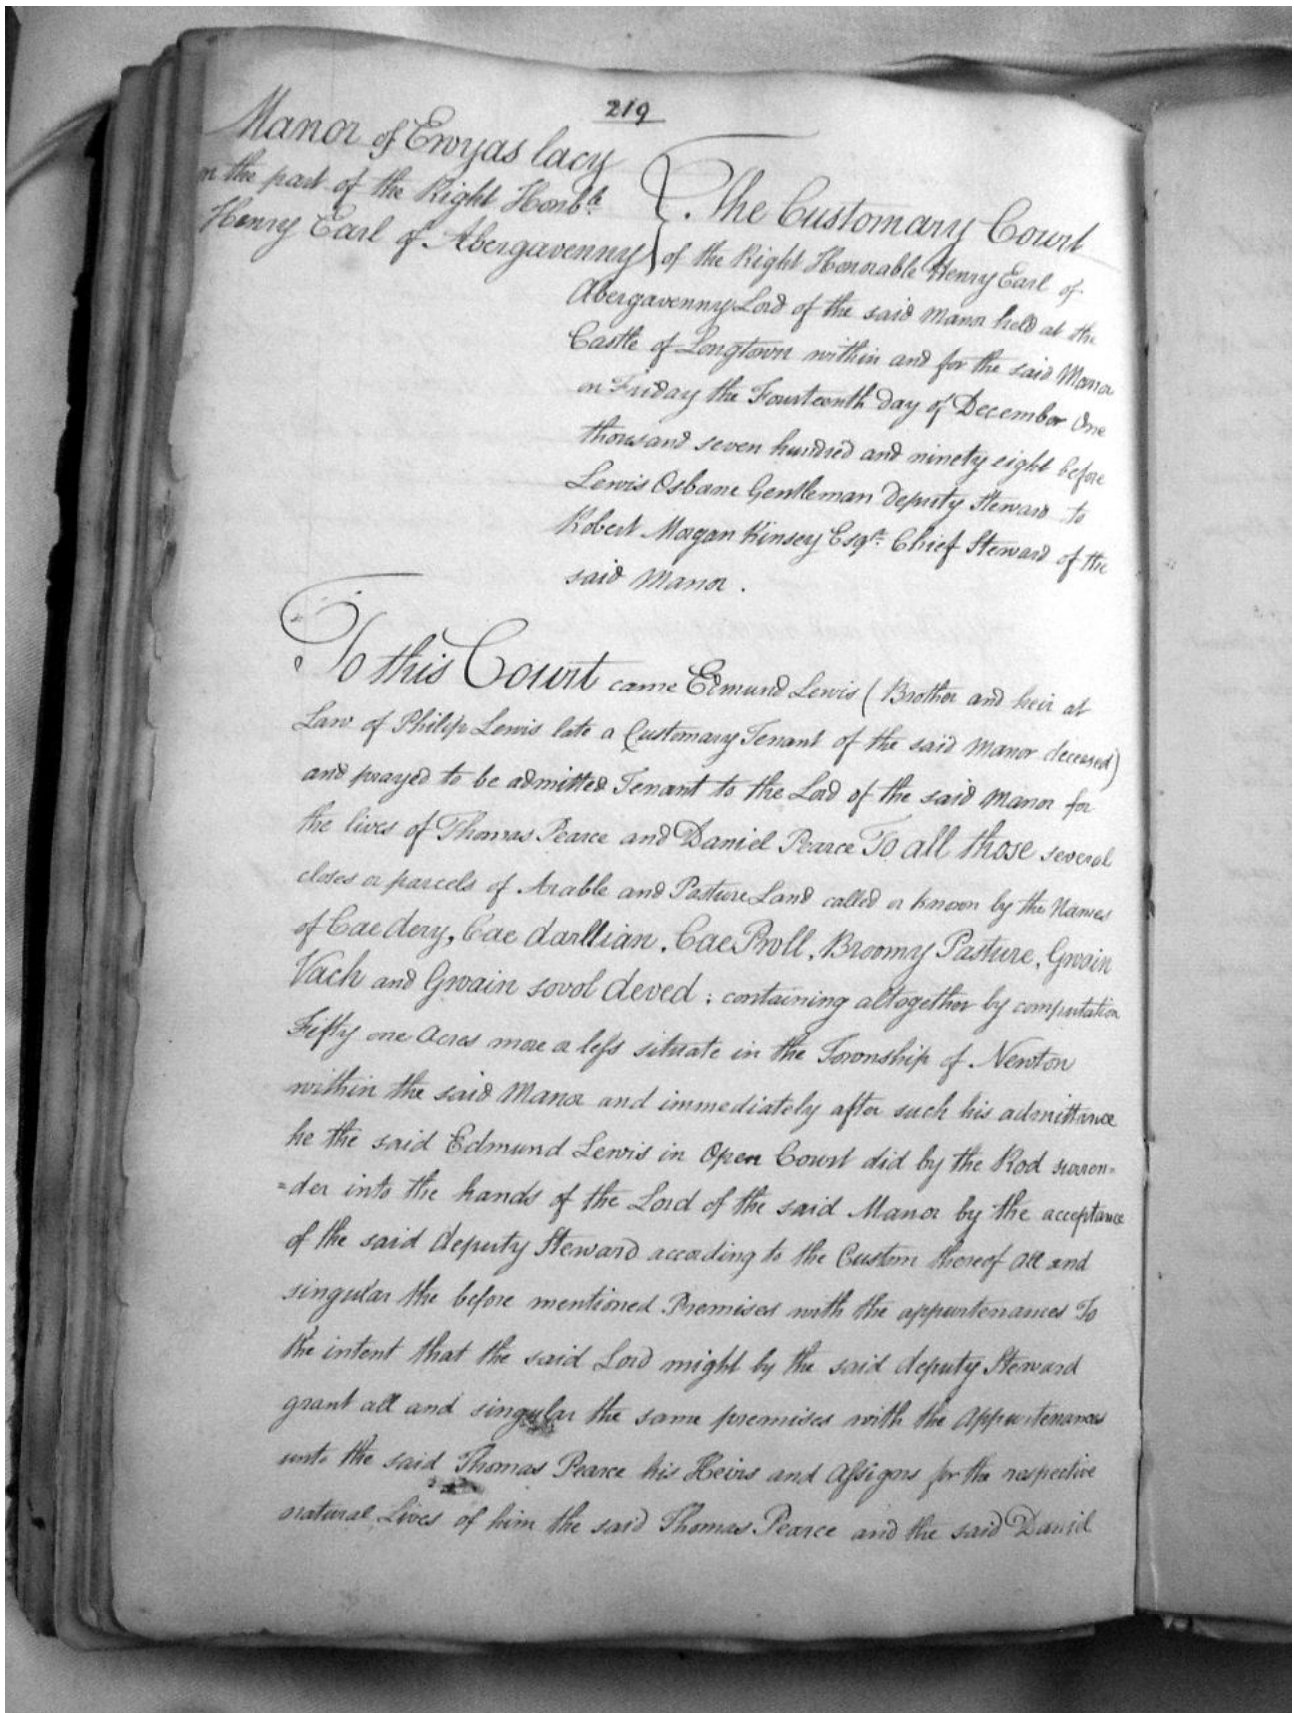 219
Manor of Ewyas lacy
on the part of the Right Honble
Henry Earl of Abergavenny
The Customary Court
of the Right Honorable Henry Earl of
Abergavenny Lord of the said Manor held at the
Castle of Longtown within and for the said Manor
on Friday the Fourteenth day of December One
thousand seven hundred and ninety eight before
Lewis Osbane Gentleman Deputy Steward to
Robert Morgan Kinsey Esqr. Chief Steward of the
said Manor.
To this Court came Edmund Lewis (Brother and heir at
Law of Philip Lewis late a Customary Tenant of the said Manor deceased)
and prayed to be admitted Tenant to the Lord of the said Manor for
the lives of Thomas Pearce and Daniel Pearce To all those several
closes or parcels of Arable and Pasture Land called or known by the Names
of Cae dery, Cae darllian, Cae Proll, Broomy Pasture, Gwain
Vach and Gwain sovol deved; containing altogether by computation
Fifty one Acres more or less situate in the Township of Newton
within the said Manor and immediately after such his admittance
he the said Edmund Lewis in Open Court did by the Rod surren=
=der into the hands of the Lord of the said Manor by the acceptance
of the said deputy Steward according to the Custom thereof all and
singular the before mentioned Premises with the appurtenances To
the intent that the said Lord might by the said deputy Steward
grant all and singular the same premises with the Appurtenances
unto the said Thomas Pearce his Heirs and Assigns for the respective
natural Lives of him the said Thomas Pearce and the said Daniel